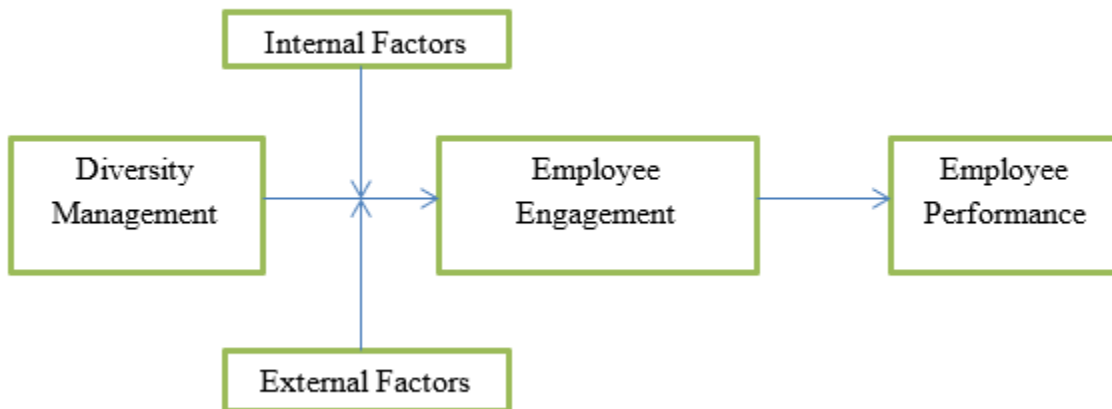 Internal Factors
Diversity
Management
Employee
Engagement
Employee
Performance
External Factors